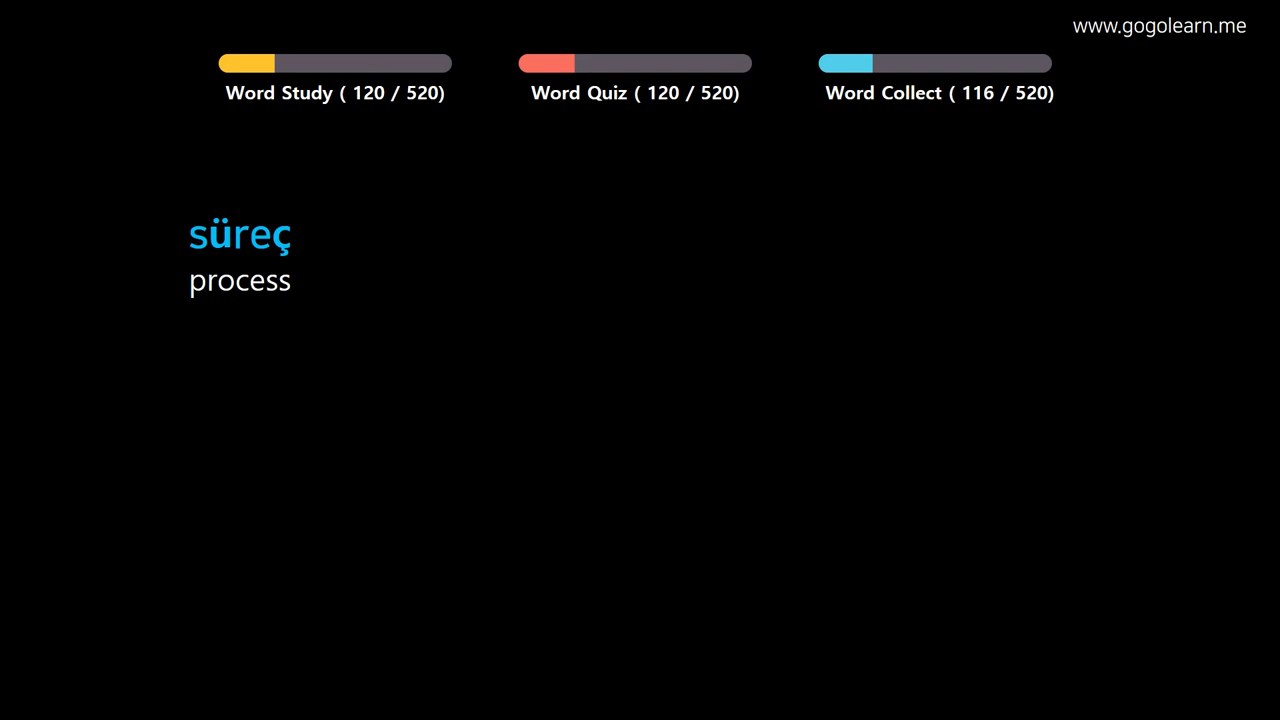 www.gogolearn.me
Word Study ( 120 / 520)
Word Quiz ( 120 / 520)
Word Collect ( 116 / 520)
süreç
process